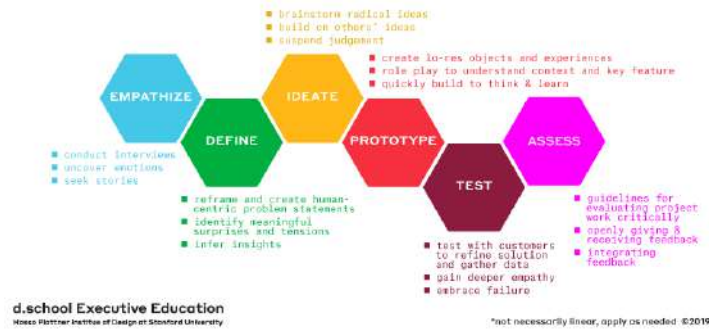 brainstorm radical ideas
build on others' ideas
suspend judgement
create lo-res objects and experiences
role play to understand context and key feature
quickly build to think & learn
EMPATHIZE
IDEATE
DEFINE
PROTOTYPE
ASSESS
TEST
conduct interviews
uncover emotions
seek stories
reframe and create human-
centric problem statements
identify meaningful
surprises and tensions
infer insights
guidelines for
evaluating project
work critically
openly giving &
receiving feedback
integrating
feedback
test with customers
to refine solution
and gather data
gain deeper empathy
embrace failure
d.school Executive Education
Hasso Plattner Institue of Design at Stanford University
*not necessarily linear, apply as needed ©2019